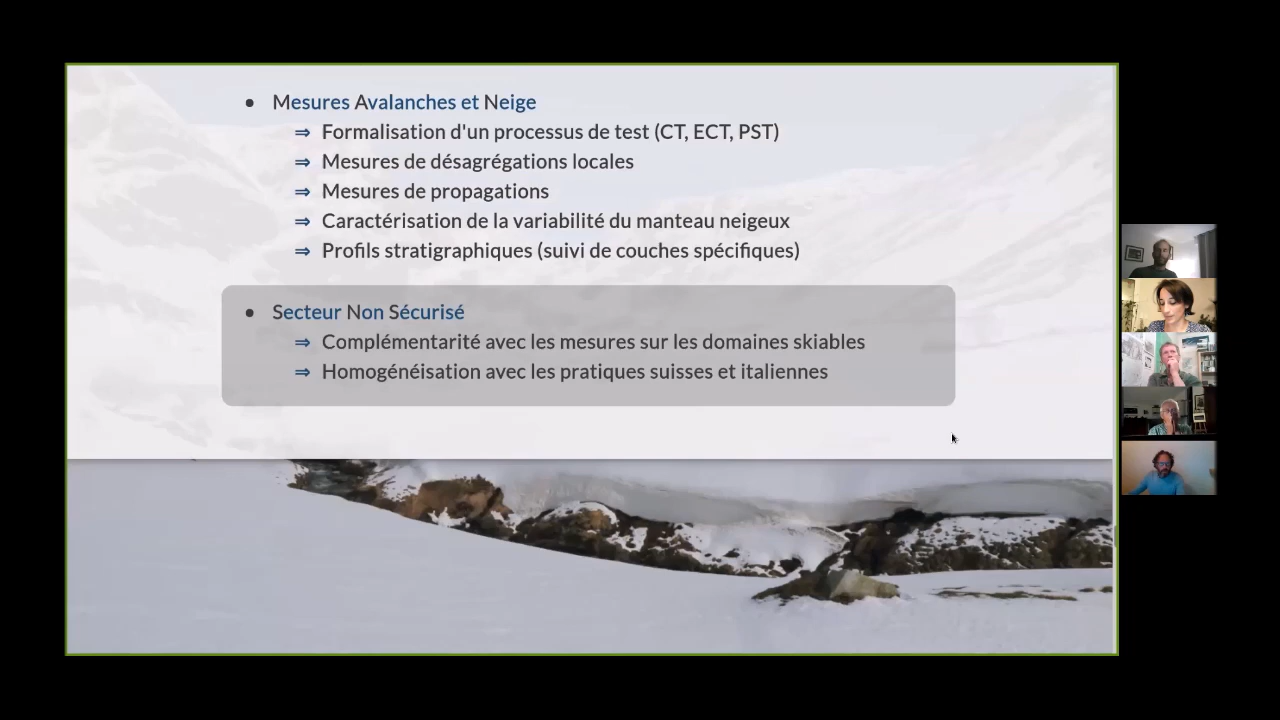 • Mesures Avalanches et Neige
⇒ Formalisation d'un processus de test (CT, ECT, PST)
⇒ Mesures de désagrégations locales
⇒ Mesures de propagations
⇒ Caractérisation de la variabilité du manteau neigeux
⇒ Profils stratigraphiques (suivi de couches spécifiques)
• Secteur Non Sécurisé
⇒ Complémentarité avec les mesures sur les domaines skiables
⇒ Homogénéisation avec les pratiques suisses et italiennes